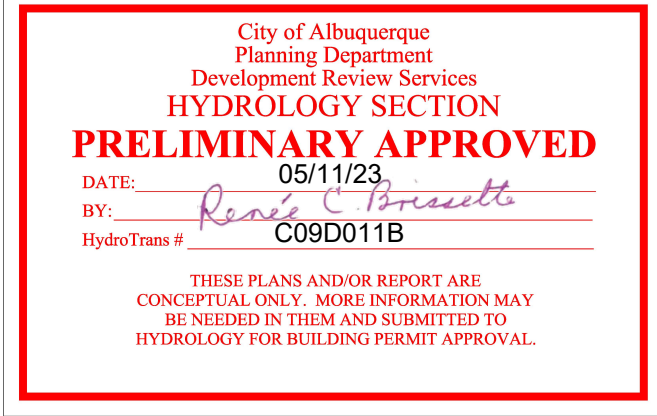 City of Albuquerque
Planning Department
Development Review Services
HYDROLOGY SECTION
PRELIMINARY APPROVED
DATE: 05/11/23
BY: Renée C. Brissette
HydroTrans # C09D011B
THESE PLANS AND/OR REPORT ARE
CONCEPTUAL ONLY. MORE INFORMATION MAY
BE NEEDED IN THEM AND SUBMITTED TO
HYDROLOGY FOR BUILDING PERMIT APPROVAL.